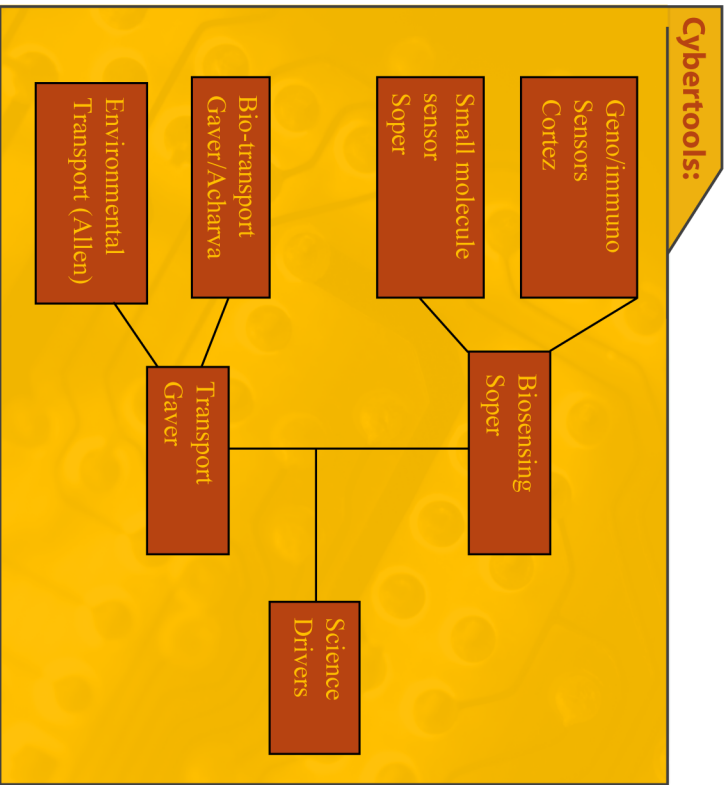 Cybertools:
Geno/immuno
Sensors
Cortez
Small molecule
sensor
Soper
Bio-transport
Gaver/Acharva
Environmental
Transport (Allen)
Biosensing
Soper
Transport
Gaver
Science
Drivers